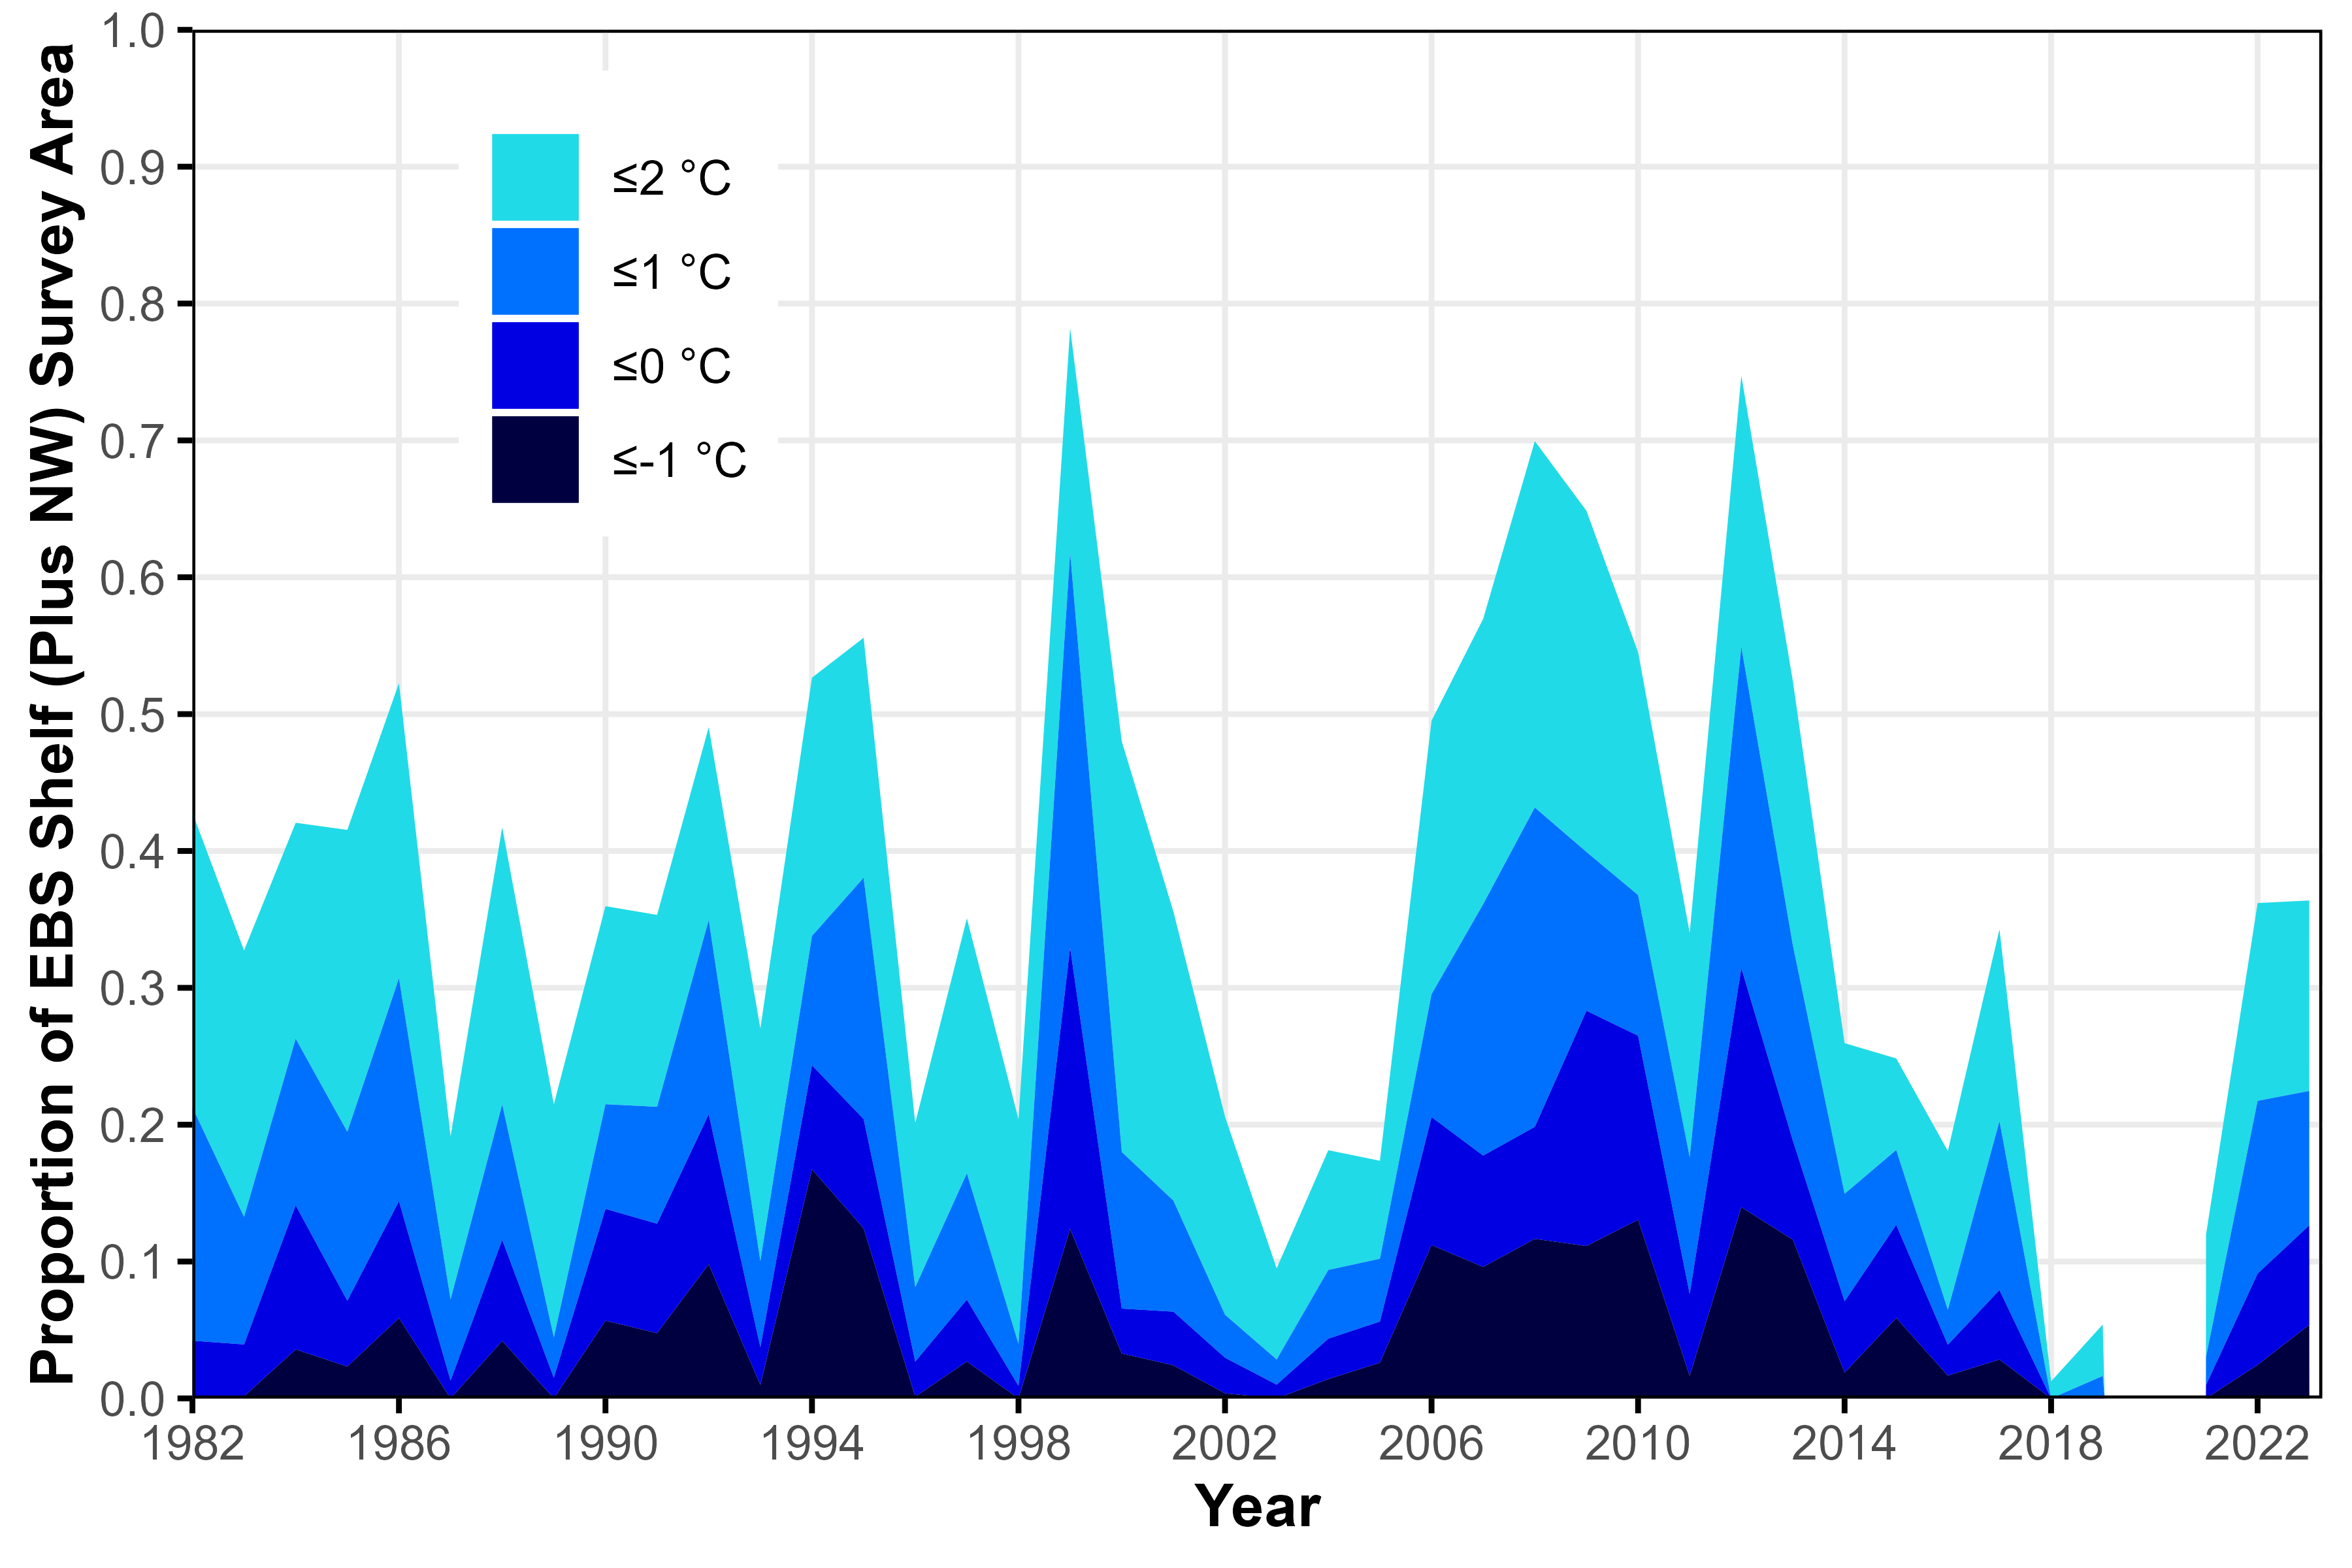 Proportion of EBS Shelf (Plus NW) Survey Area
1.0
0.9
0.8
0.7
0.6
0.5
0.4
0.3
0.2
0.1
0.0
≤2 °C
≤1 °C
≤0 °C
≤-1 °C
1982 1986 1990 1994 1998 2002 2006 2010 2014 2018 2022
Year